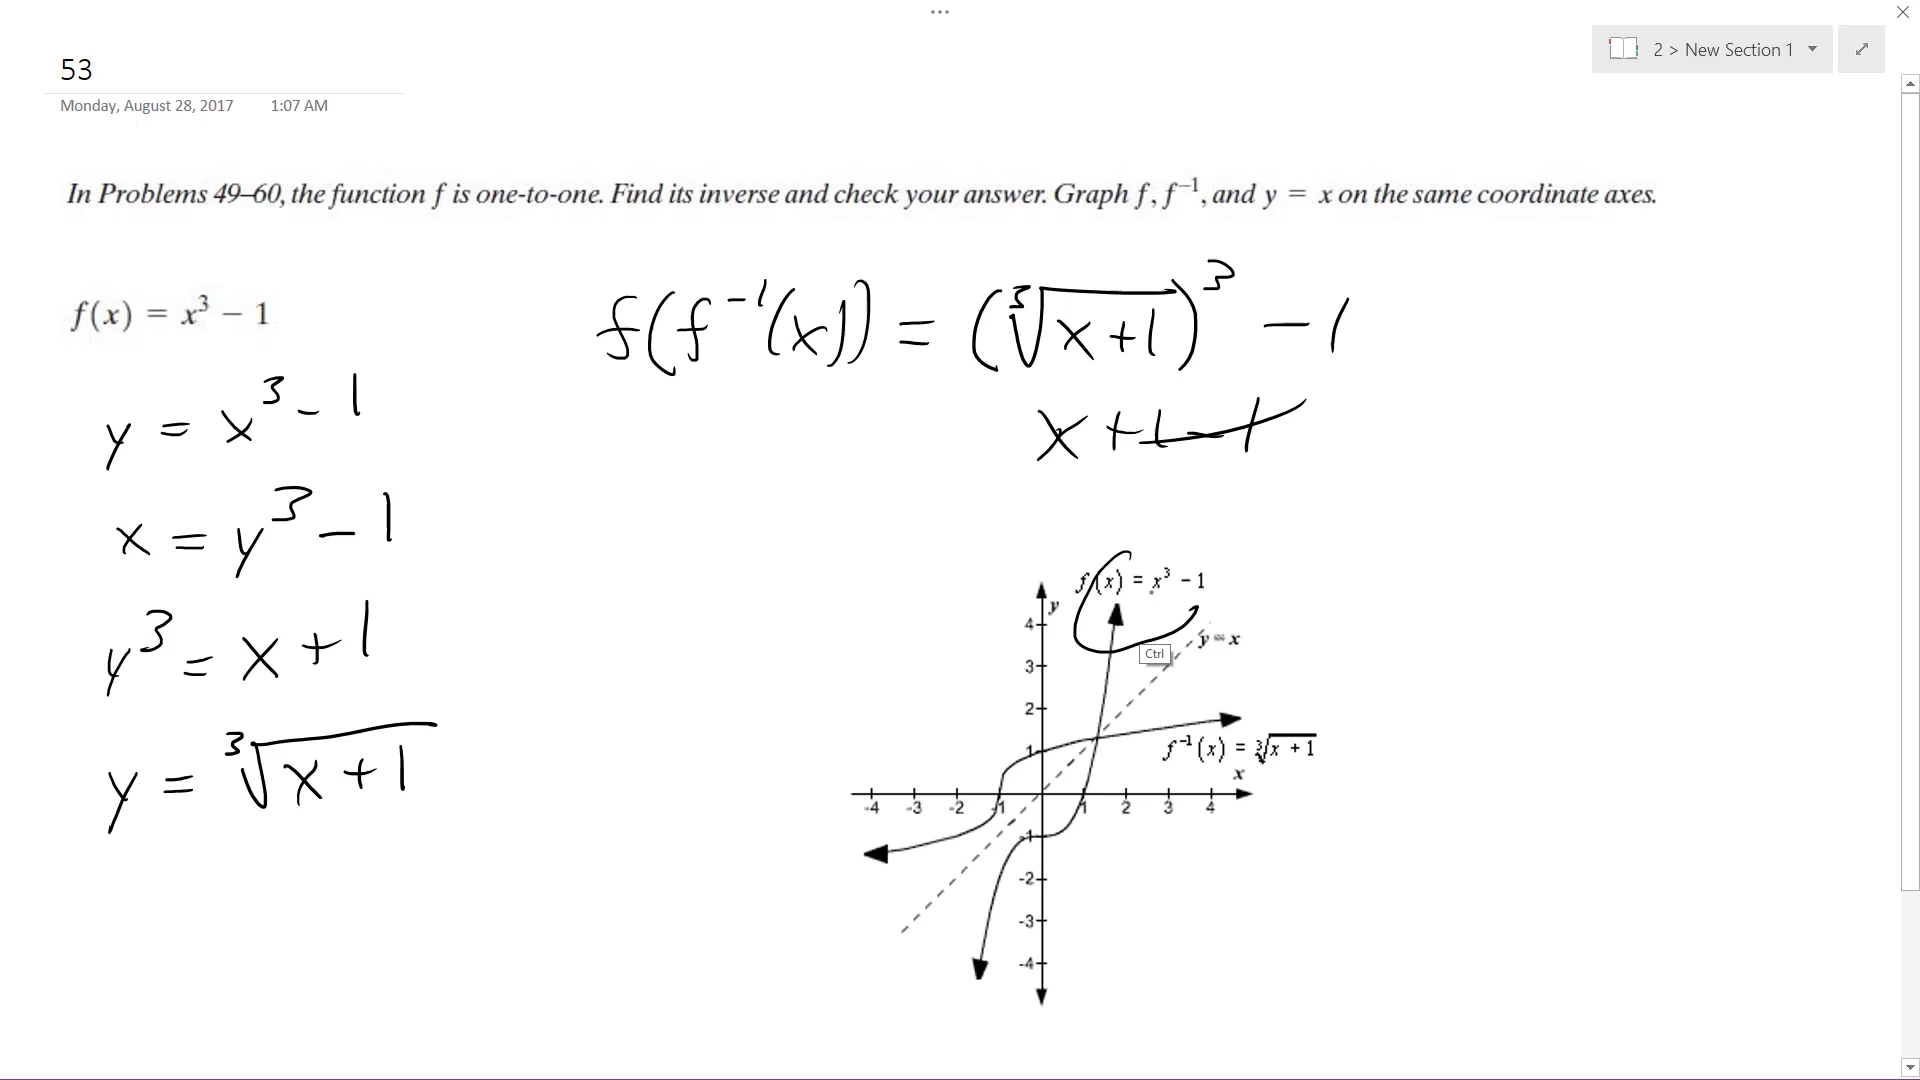 ...
2 > New Section 1
53
Monday, August 28, 2017 1:07 AM
In Problems 49–60, the function f is one-to-one. Find its inverse and check your answer. Graph f, f⁻¹, and y = x on the same coordinate axes.
f(x) = x³ − 1
y = x³ - 1
x = y³ - 1
y³ = x + 1
y = ∛(x + 1)
f(f⁻¹(x)) = (∛(x + 1))³ - 1
x + 1 - 1
f(x) = x³ - 1
y
y = x
Ctrl
f⁻¹(x) = ∛(x + 1)
x
4
3
2
1
-4 -3 -2 -1 1 2 3 4
-1
-2
-3
-4